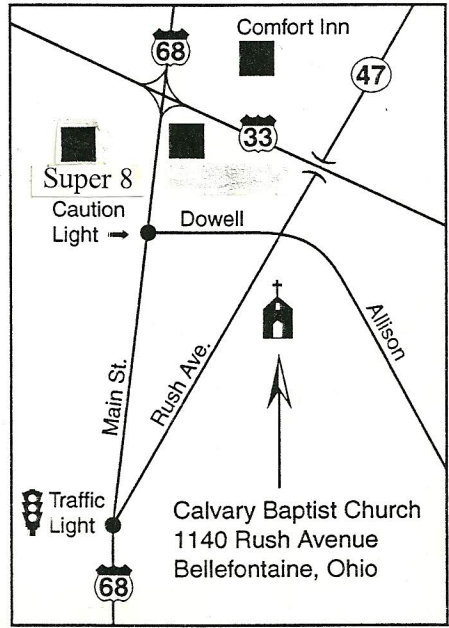 Comfort Inn
68
47
33
Super 8
Caution
Light
Dowell
Allison
Rush Ave.
Main St.
Traffic
Light
Calvary Baptist Church
1140 Rush Avenue
Bellefontaine, Ohio
68